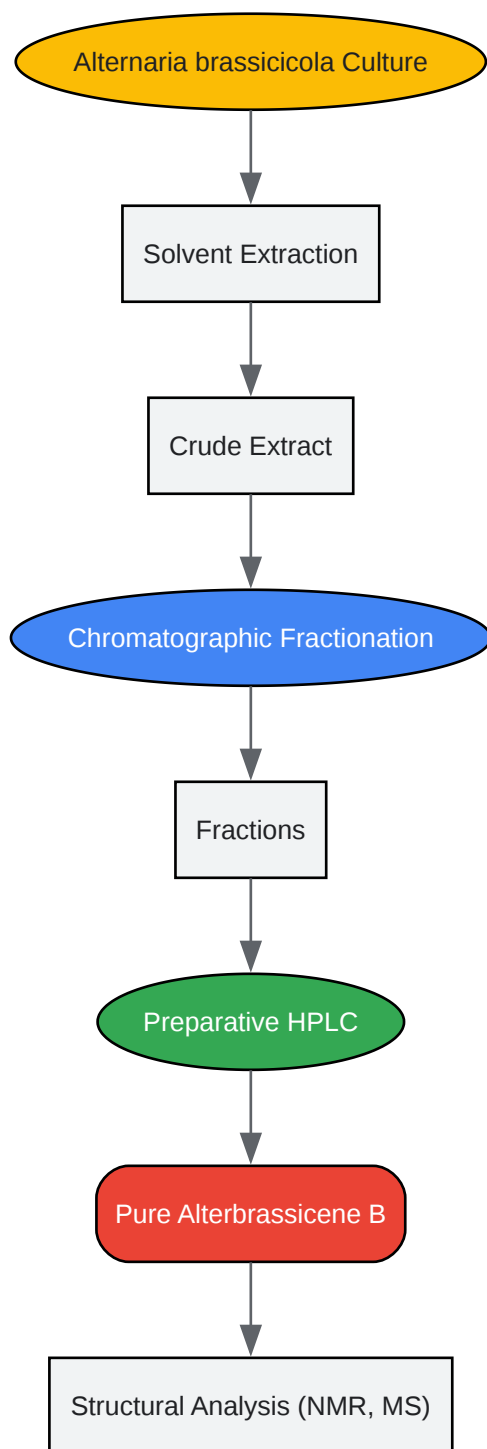 Alternaria brassicicola Culture
Solvent Extraction
Crude Extract
Chromatographic Fractionation
Fractions
Preparative HPLC
Pure Alterbrassicene B
Structural Analysis (NMR, MS)